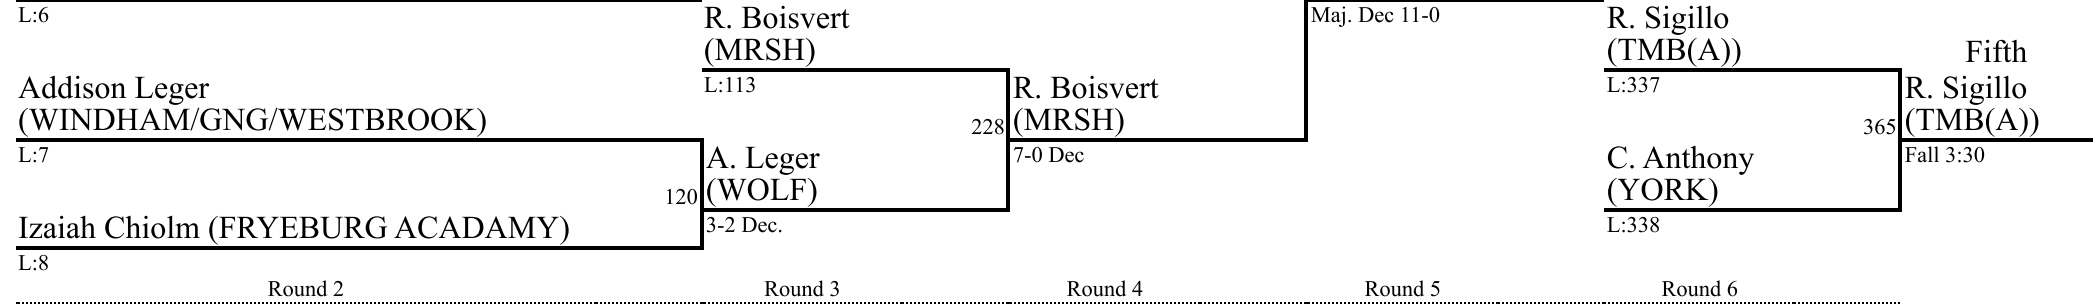 L:6
R. Boisvert
(MRSH)
L:113
Maj. Dec 11-0
R. Sigillo
(TMB(A))
L:337
Fifth
Addison Leger
(WINDHAM/GNG/WESTBROOK)
L:7
R. Boisvert
228 (MRSH)
7-0 Dec
R. Sigillo
365 (TMB(A))
Fall 3:30
A. Leger
120 (WOLF)
3-2 Dec.
C. Anthony
(YORK)
L:338
Izaiah Chiolm (FRYEBURG ACADAMY)
L:8
Round 2 Round 3 Round 4 Round 5 Round 6